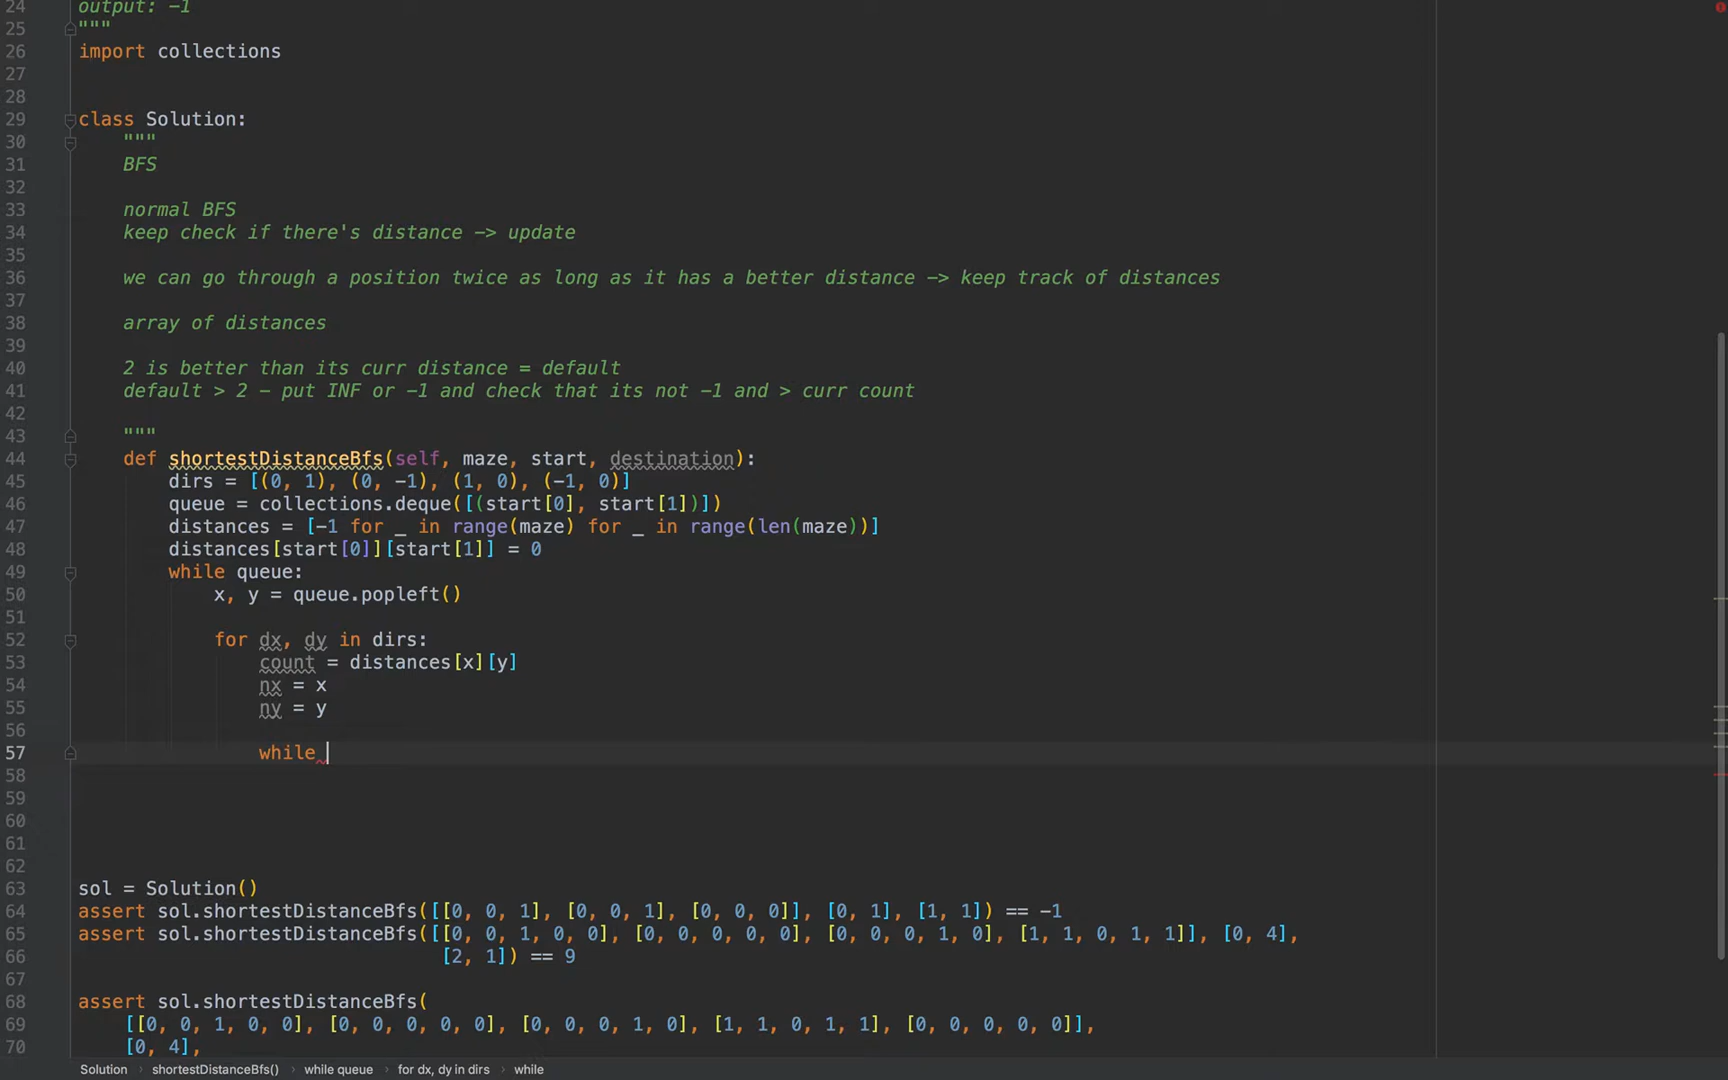 24 output: -1
25 """
26 import collections
27
28
29 class Solution:
30     """
31     BFS
32
33     normal BFS
34     keep check if there's distance -> update
35
36     we can go through a position twice as long as it has a better distance -> keep track of distances
37
38     array of distances
39
40     2 is better than its curr distance = default
41     default > 2 - put INF or -1 and check that its not -1 and > curr count
42
43     """
44     def shortestDistanceBfs(self, maze, start, destination):
45         dirs = [(0, 1), (0, -1), (1, 0), (-1, 0)]
46         queue = collections.deque([(start[0], start[1])])
47         distances = [-1 for _ in range(maze) for _ in range(len(maze))]
48         distances[start[0]][start[1]] = 0
49         while queue:
50             x, y = queue.popleft()
51
52             for dx, dy in dirs:
53                 count = distances[x][y]
54                 nx = x
55                 ny = y
56
57                 while
58
59
60
61
62
63 sol = Solution()
64 assert sol.shortestDistanceBfs([[0, 0, 1], [0, 0, 1], [0, 0, 0]], [0, 1], [1, 1]) == -1
65 assert sol.shortestDistanceBfs([[0, 0, 1, 0, 0], [0, 0, 0, 0, 0], [0, 0, 0, 1, 0], [1, 1, 0, 1, 1]], [0, 4],
66                                 [2, 1]) == 9
67
68 assert sol.shortestDistanceBfs(
69     [[0, 0, 1, 0, 0], [0, 0, 0, 0, 0], [0, 0, 0, 1, 0], [1, 1, 0, 1, 1], [0, 0, 0, 0, 0]],
70     [0, 4],
Solution › shortestDistanceBfs() › while queue › for dx, dy in dirs › while